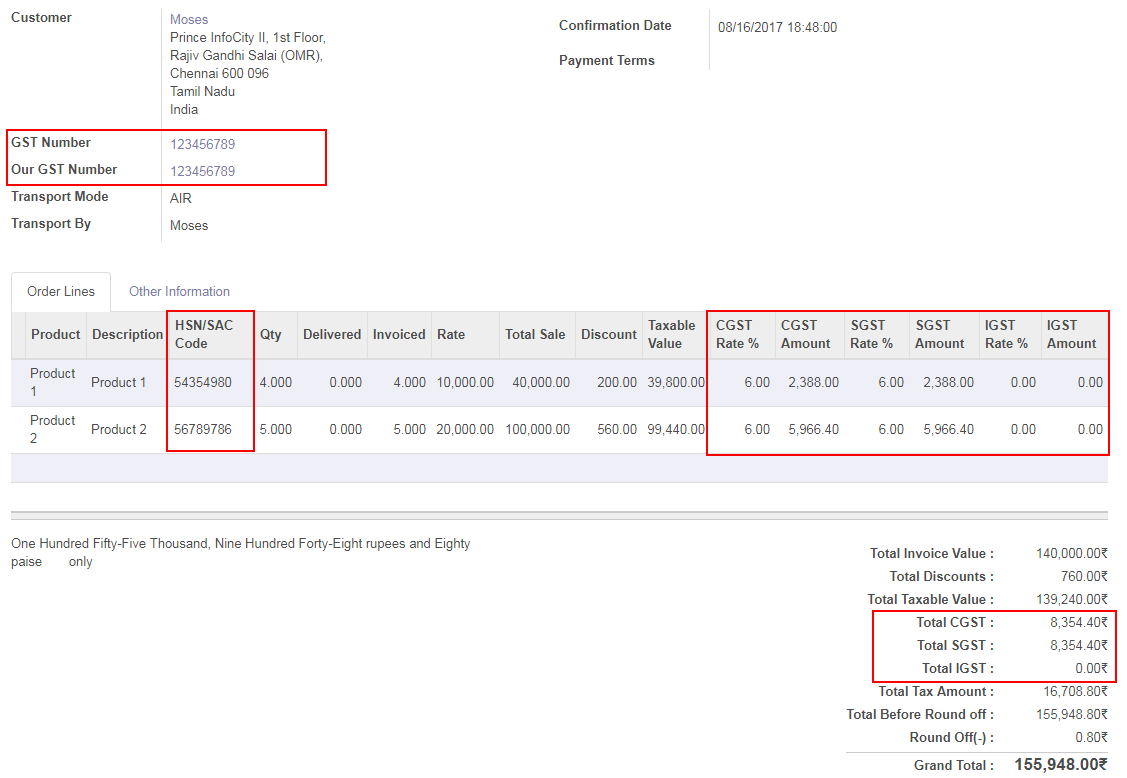 Customer
Moses
Prince InfoCity II, 1st Floor,
Rajiv Gandhi Salai (OMR),
Chennai 600 096
Tamil Nadu
India
Confirmation Date 08/16/2017 18:48:00
Payment Terms
GST Number 123456789
Our GST Number 123456789
Transport Mode AIR
Transport By Moses
Order Lines Other Information
Product Description HSN/SAC Code Qty Delivered Invoiced Rate Total Sale Discount Taxable Value CGST Rate % CGST Amount SGST Rate % SGST Amount IGST Rate % IGST Amount
Product 1 Product 1 54354980 4.000 0.000 4.000 10,000.00 40,000.00 200.00 39,800.00 6.00 2,388.00 6.00 2,388.00 0.00 0.00
Product 2 Product 2 56789786 5.000 0.000 5.000 20,000.00 100,000.00 560.00 99,440.00 6.00 5,966.40 6.00 5,966.40 0.00 0.00
One Hundred Fifty-Five Thousand, Nine Hundred Forty-Eight rupees and Eighty
paise only
Total Invoice Value : 140,000.00₹
Total Discounts : 760.00₹
Total Taxable Value : 139,240.00₹
Total CGST : 8,354.40₹
Total SGST : 8,354.40₹
Total IGST : 0.00₹
Total Tax Amount : 16,708.80₹
Total Before Round off : 155,948.80₹
Round Off(-) : 0.80₹
Grand Total : 155,948.00₹